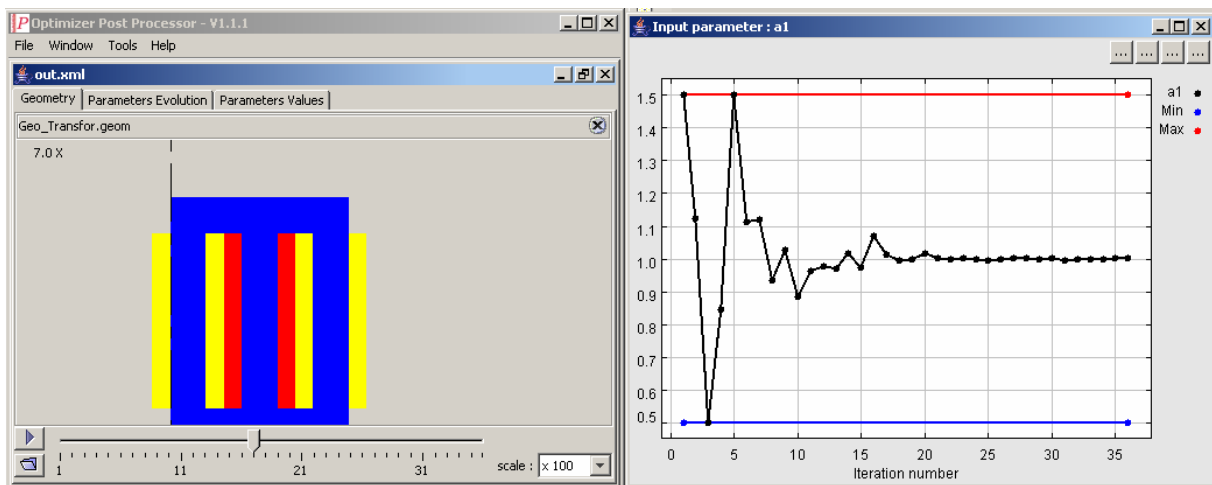 Optimizer Post Processor - V1.1.1
File Window Tools Help
out.xml
Geometry Parameters Evolution Parameters Values
Geo_Transfor.geom
7.0 X
1 11 21 31
scale : x 100
Input parameter : a1
... ... ... ...
a1
Min
Max
1.5
1.4
1.3
1.2
1.1
1.0
0.9
0.8
0.7
0.6
0.5
0 5 10 15 20 25 30 35
Iteration number